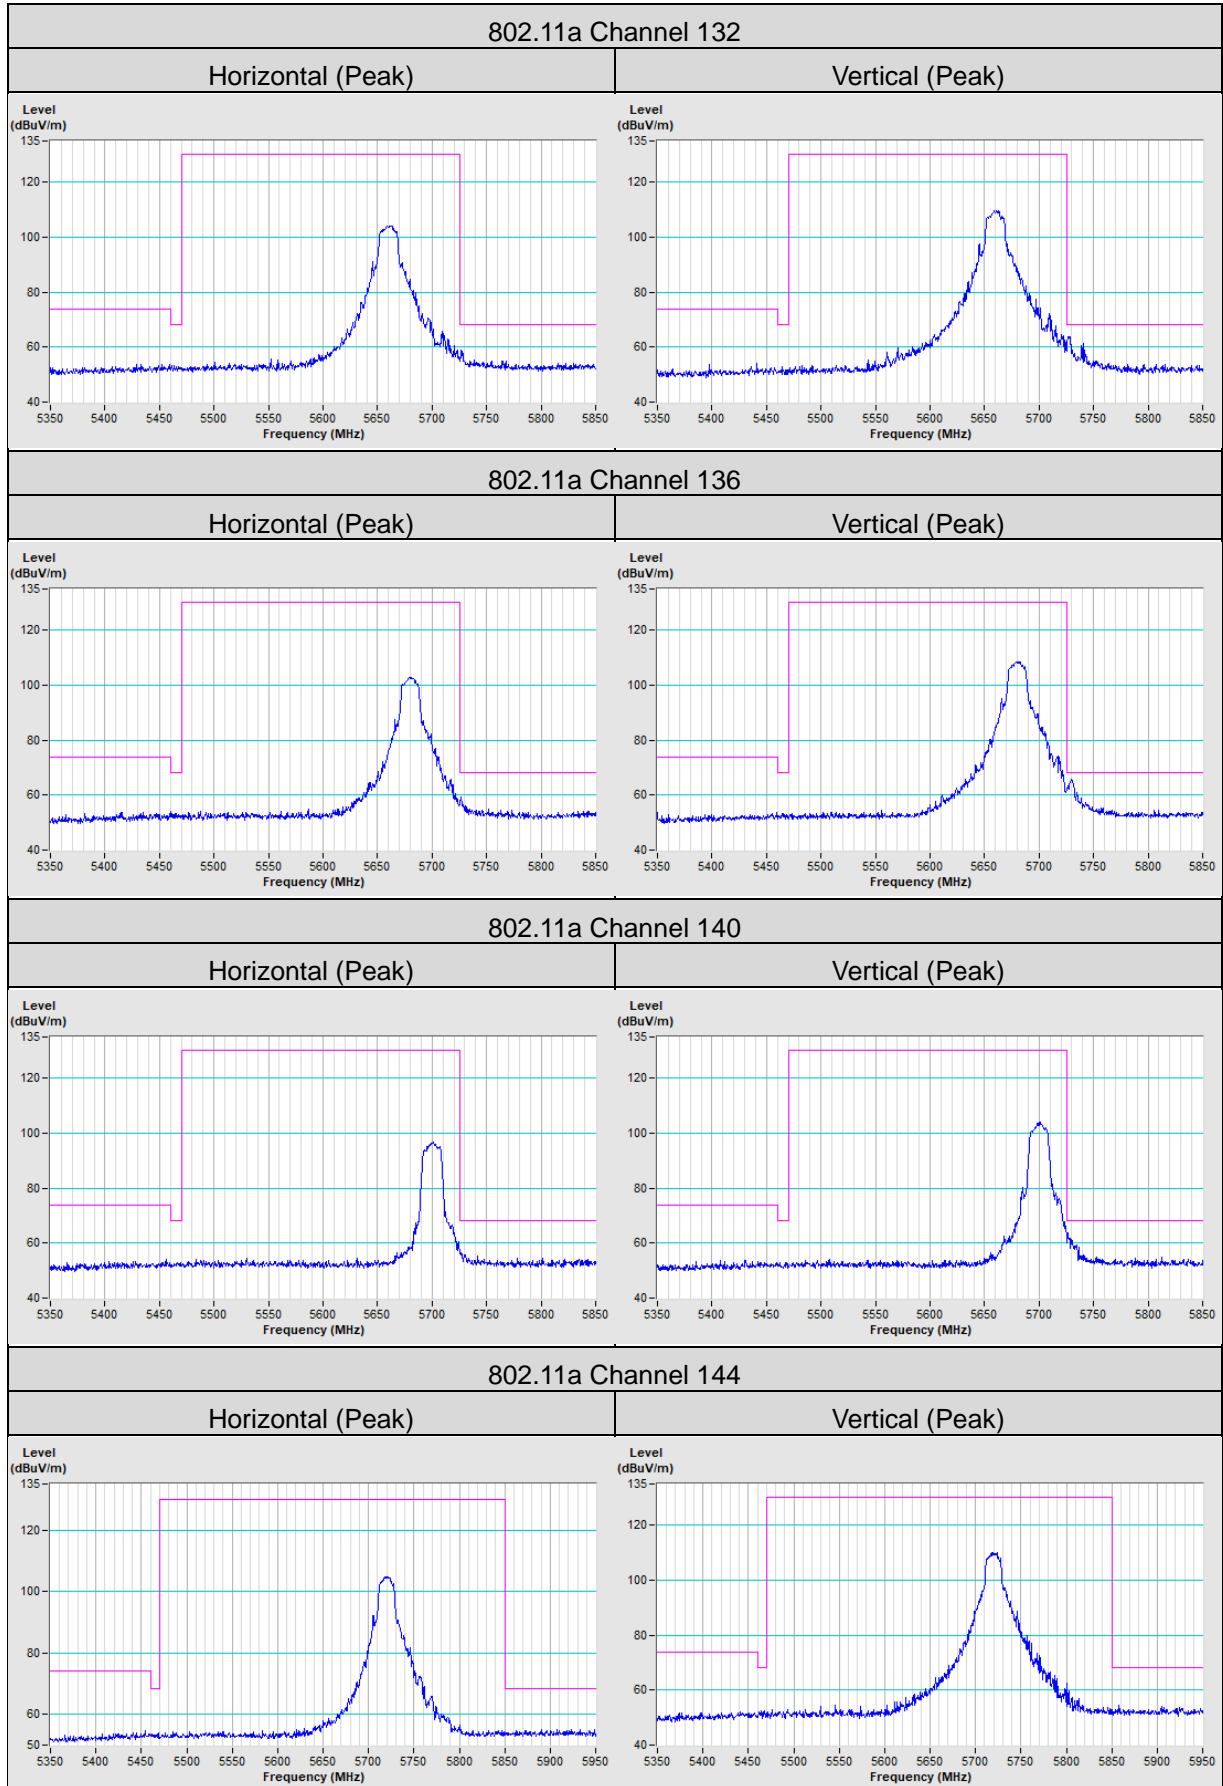 802.11a Channel 132
Horizontal (Peak) Vertical (Peak)
Level Level
(dBuV/m) (dBuV/m)
135 135
120 120
100 100
80 80
60 60
40 40
5350 5400 5450 5500 5550 5600 5650 5700 5750 5800 5850 5350 5400 5450 5500 5550 5600 5650 5700 5750 5800 5850
Frequency (MHz) Frequency (MHz)
802.11a Channel 136
Horizontal (Peak) Vertical (Peak)
Level Level
(dBuV/m) (dBuV/m)
135 135
120 120
100 100
80 80
60 60
40 40
5350 5400 5450 5500 5550 5600 5650 5700 5750 5800 5850 5350 5400 5450 5500 5550 5600 5650 5700 5750 5800 5850
Frequency (MHz) Frequency (MHz)
802.11a Channel 140
Horizontal (Peak) Vertical (Peak)
Level Level
(dBuV/m) (dBuV/m)
135 135
120 120
100 100
80 80
60 60
40 40
5350 5400 5450 5500 5550 5600 5650 5700 5750 5800 5850 5350 5400 5450 5500 5550 5600 5650 5700 5750 5800 5850
Frequency (MHz) Frequency (MHz)
802.11a Channel 144
Horizontal (Peak) Vertical (Peak)
Level Level
(dBuV/m) (dBuV/m)
135 135
120 120
100 100
80 80
60 60
50 40
5350 5400 5450 5500 5550 5600 5650 5700 5750 5800 5850 5900 5950 5350 5400 5450 5500 5550 5600 5650 5700 5750 5800 5850 5900 5950
Frequency (MHz) Frequency (MHz)